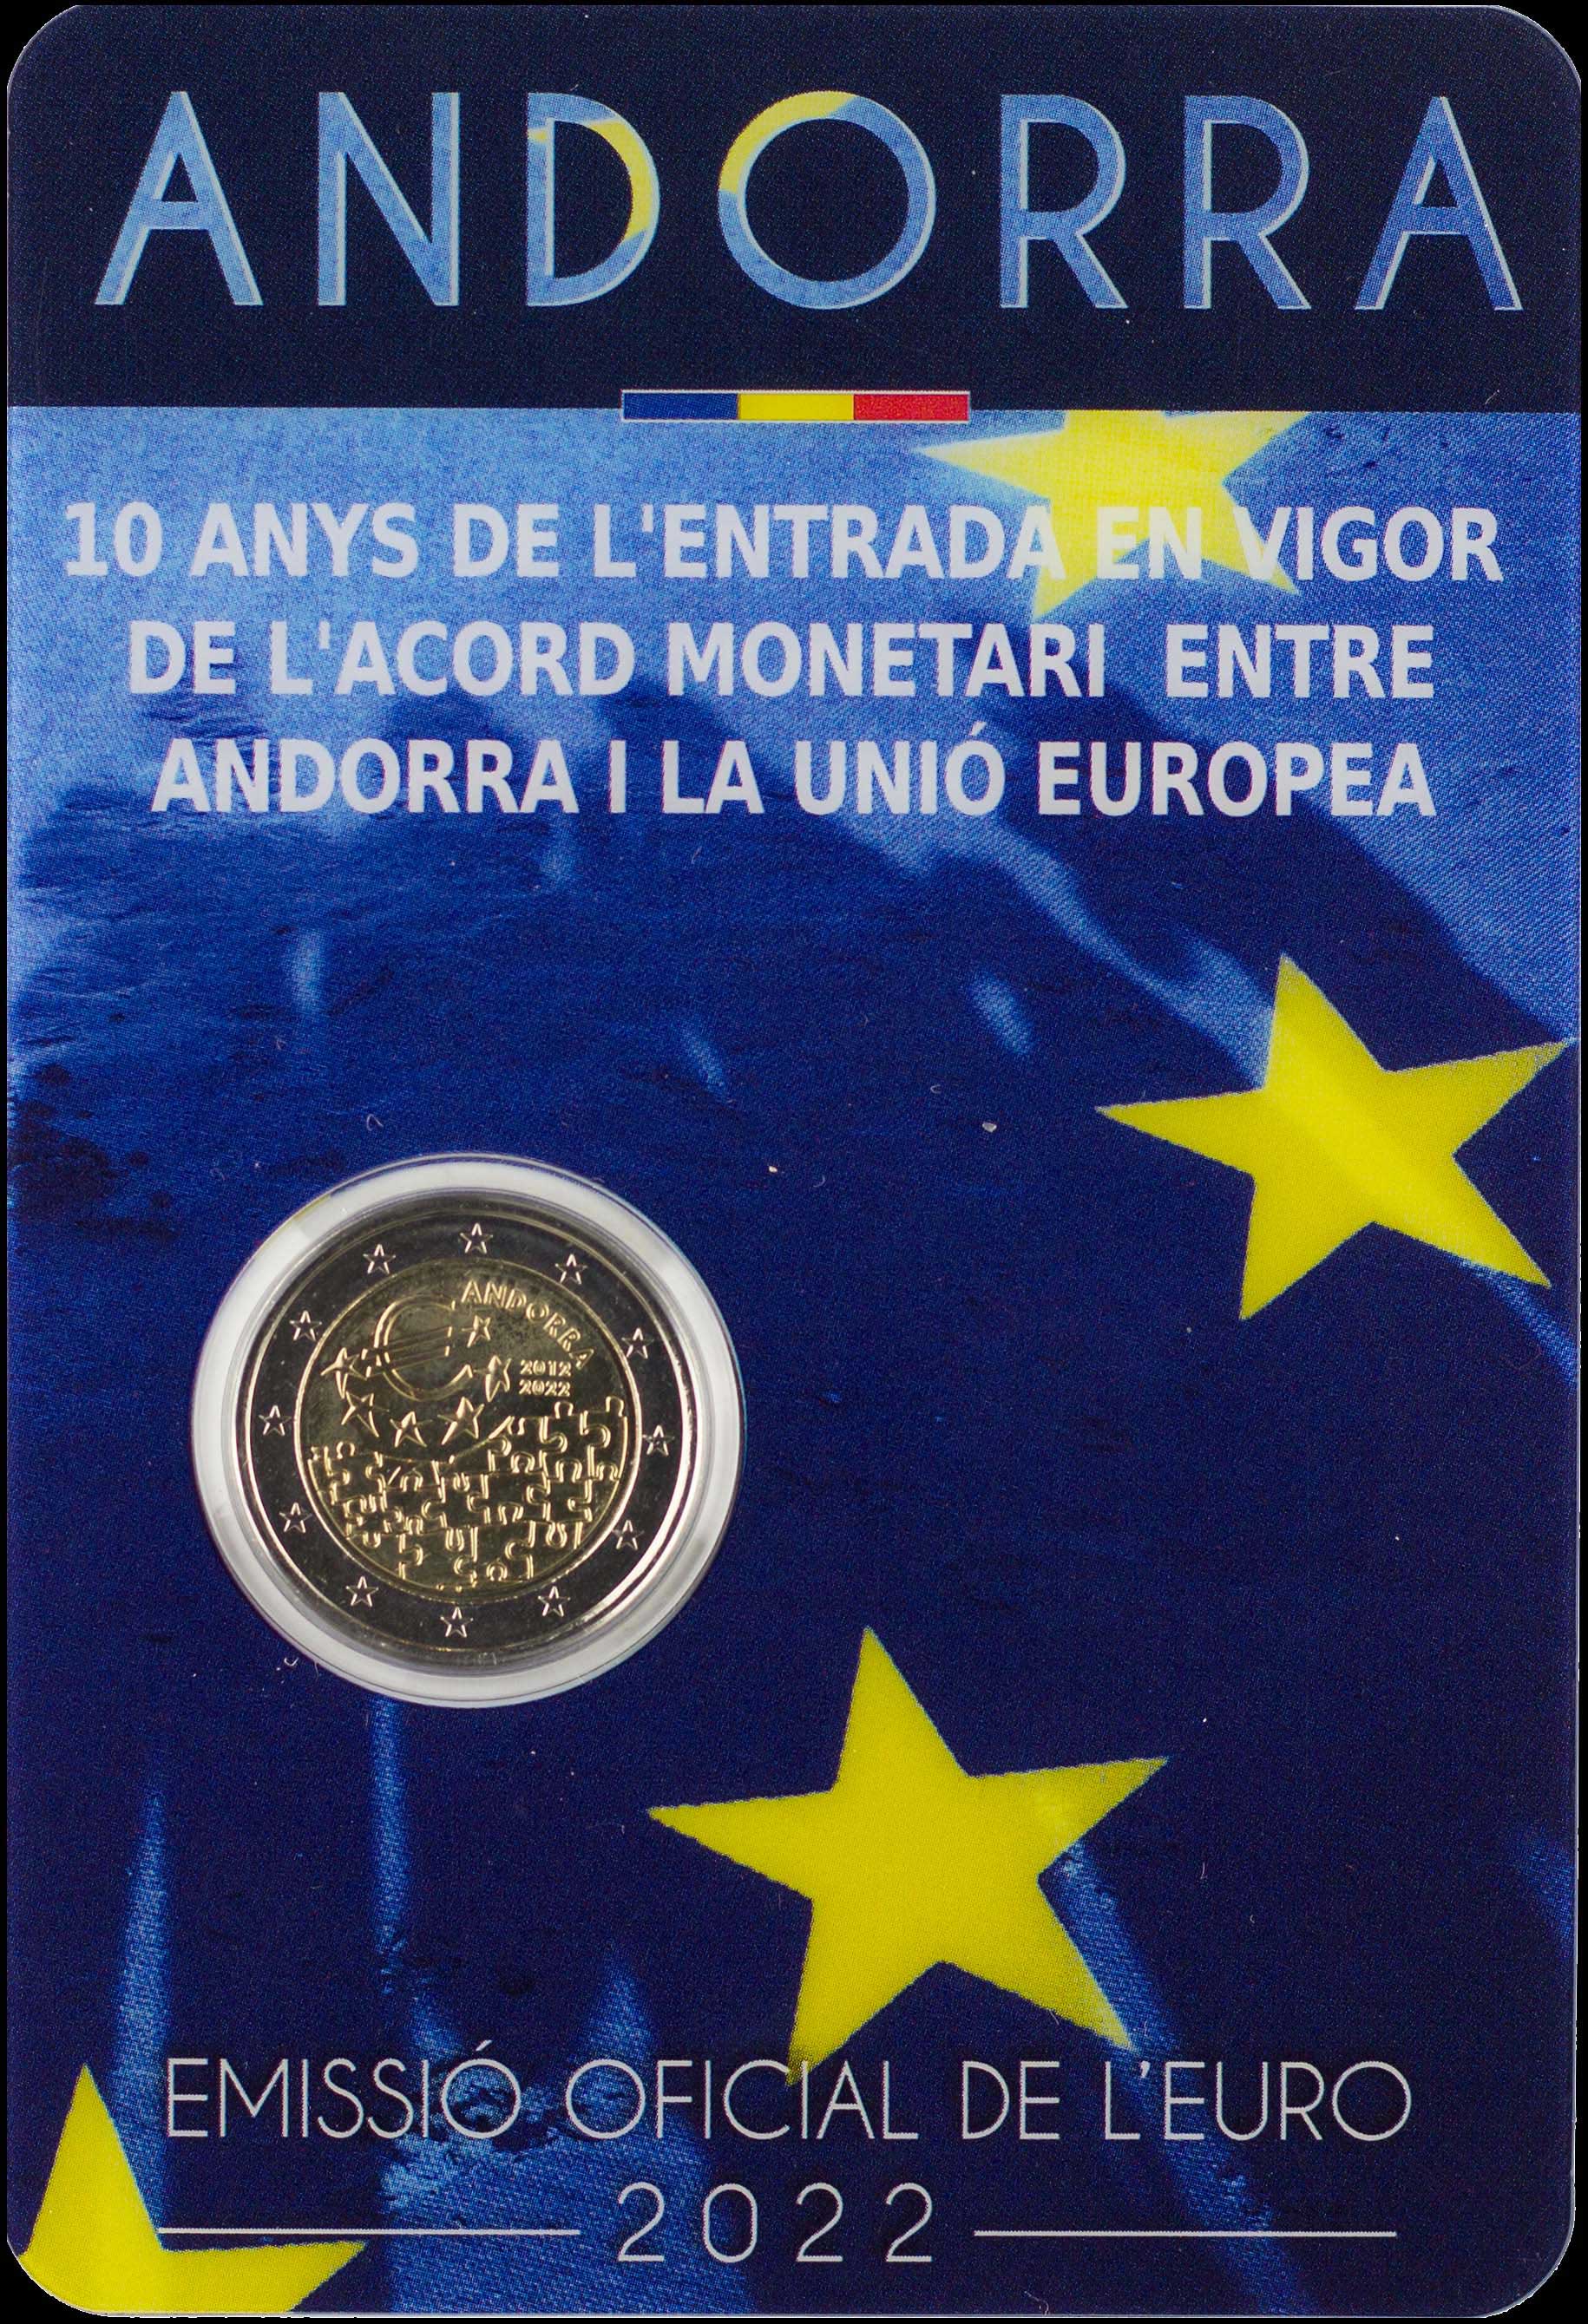 ANDORRA
10 ANYS DE L'ENTRADA EN VIGOR
DE L'ACORD MONETARI ENTRE
ANDORRA I LA UNIÓ EUROPEA
ANDORRA
2012
2022
EMISSIÓ OFICIAL DE L'EURO
2022